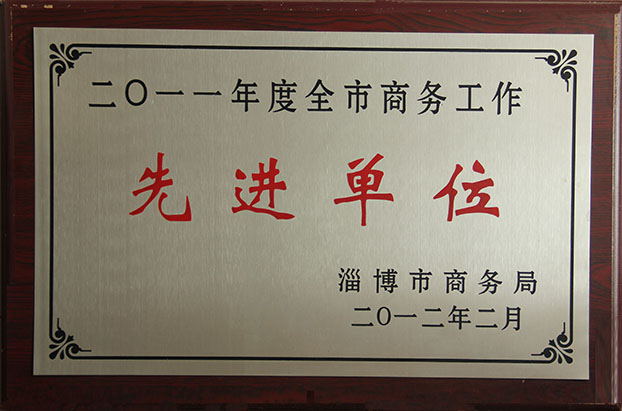 二〇一一年度全市商务工作
先进单位
淄博市商务局
二〇一二年二月